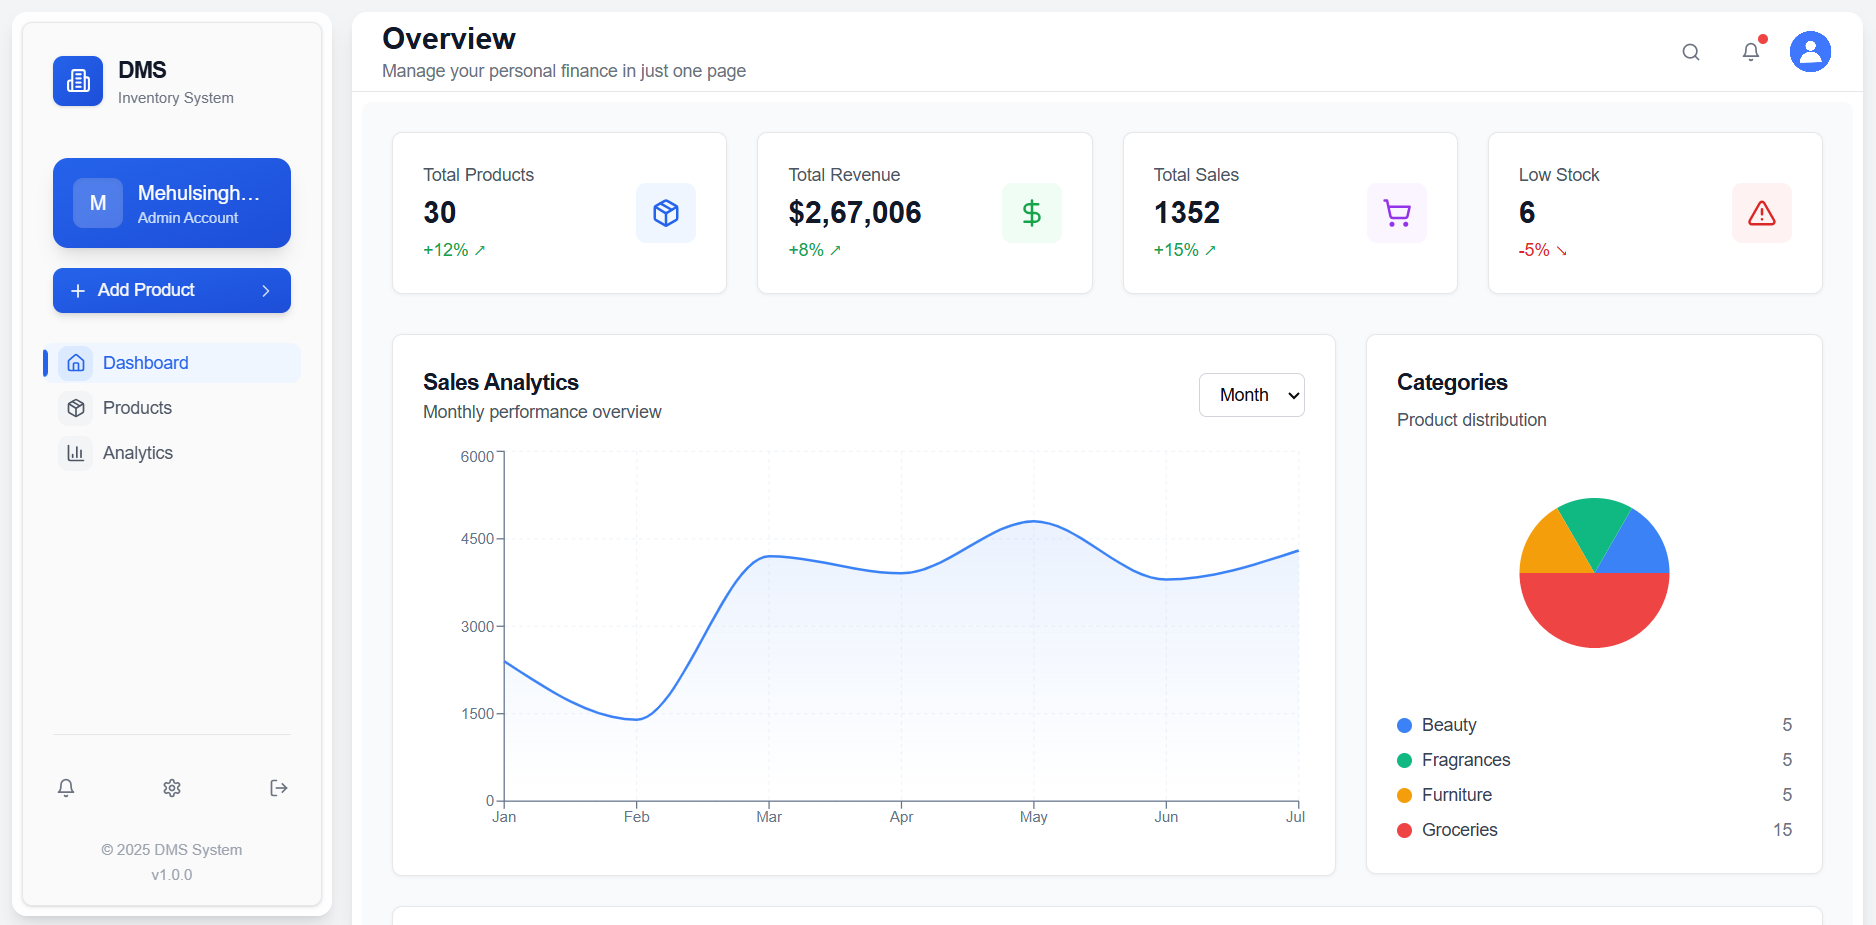 DMS
Inventory System
M
Mehulsingh...
Admin Account
Add Product
Dashboard
Products
Analytics
© 2025 DMS System
v1.0.0
Overview
Manage your personal finance in just one page
Total Products
30
+12% ↗
Total Revenue
$2,67,006
+8% ↗
Total Sales
1352
+15% ↗
Low Stock
6
-5% ↘
Sales Analytics
Monthly performance overview
Month
6000
4500
3000
1500
0
Jan Feb Mar Apr May Jun Jul
Categories
Product distribution
Beauty 5
Fragrances 5
Furniture 5
Groceries 15